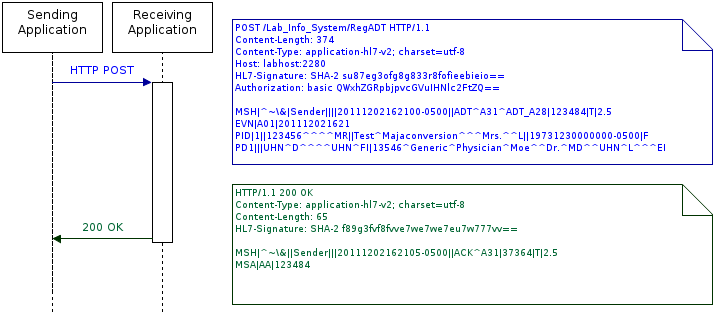 Sending
Application
Receiving
Application
HTTP POST
200 OK
POST /Lab_Info_System/RegADT HTTP/1.1
Content-Length: 374
Content-Type: application-hl7-v2; charset=utf-8
Host: labhost:2280
HL7-Signature: SHA-2 su87eg3ofg8g833r8fofieebieio==
Authorization: basic QWxhZGRpbjpvcGVuIHNlc2FtZQ==
MSH|^~\&|Sender||||20111202162100-0500||ADT^A31^ADT_A28|123484|T|2.5
EVN|A01|201112021621
PID|1||123456^^^^MR||Test^Majaconversion^^^Mrs.^^L||19731230000000-0500|F
PD1|||UHN^D^^^^UHN^FI|13546^Generic^Physician^Moe^^Dr.^MD^^UHN^L^^^EI
HTTP/1.1 200 OK
Content-Type: application-hl7-v2; charset=utf-8
Content-Length: 65
HL7-Signature: SHA-2 f89g3fvf8fvve7we7we7eu7w777vv==
MSH|^~\&||Sender|||20111202162105-0500||ACK^A31|37364|T|2.5
MSA|AA|123484